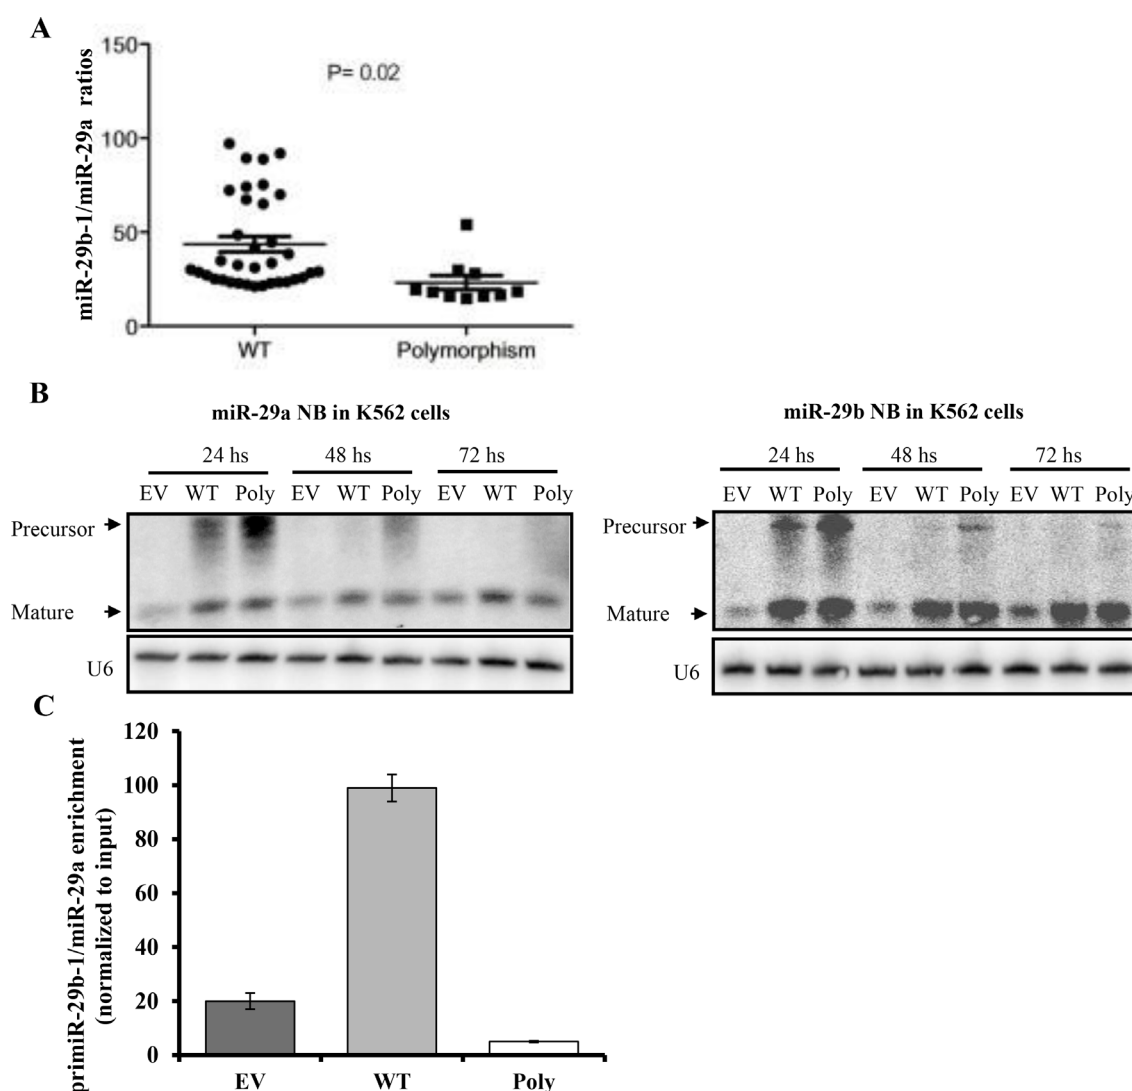 A
miR-29b-1/miR-29a ratios
150
100
50
0
P= 0.02
WT Polymorphism
B
miR-29a NB in K562 cells
24 hs 48 hs 72 hs
EV WT Poly EV WT Poly EV WT Poly
Precursor
Mature
U6
miR-29b NB in K562 cells
24 hs 48 hs 72 hs
EV WT Poly EV WT Poly EV WT Poly
Precursor
Mature
U6
C
primiR-29b-1/miR-29a enrichment
(normalized to input)
120
100
80
60
40
20
0
EV WT Poly